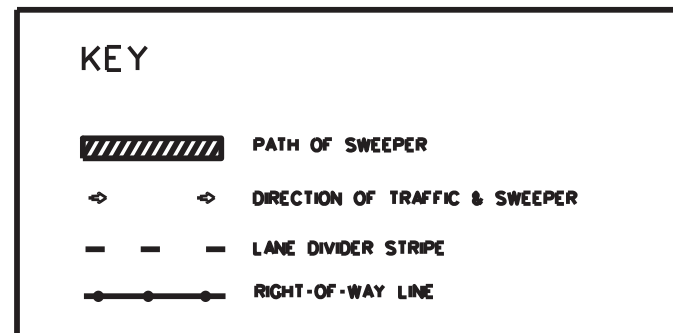 KEY
PATH OF SWEEPER
DIRECTION OF TRAFFIC & SWEEPER
LANE DIVIDER STRIPE
RIGHT-OF-WAY LINE